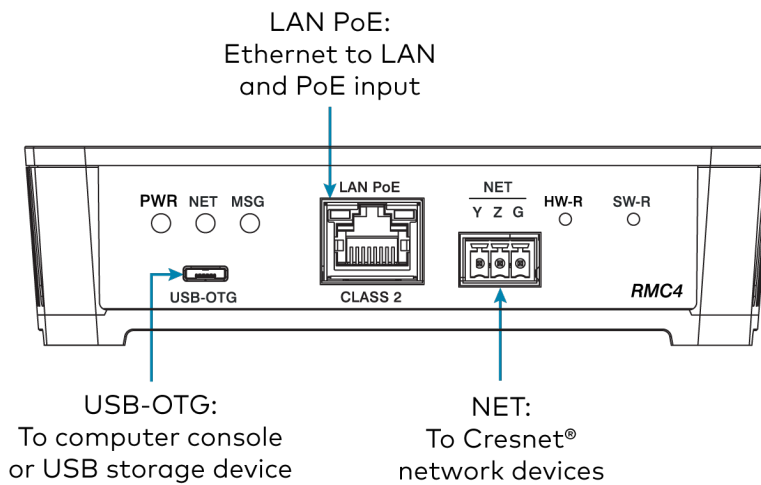 LAN PoE:
Ethernet to LAN
and PoE input
PWR NET MSG
LAN PoE
NET
Y Z G
HW-R
SW-R
USB-OTG
CLASS 2
RMC4
USB-OTG:
To computer console
or USB storage device
NET:
To Cresnet®
network devices